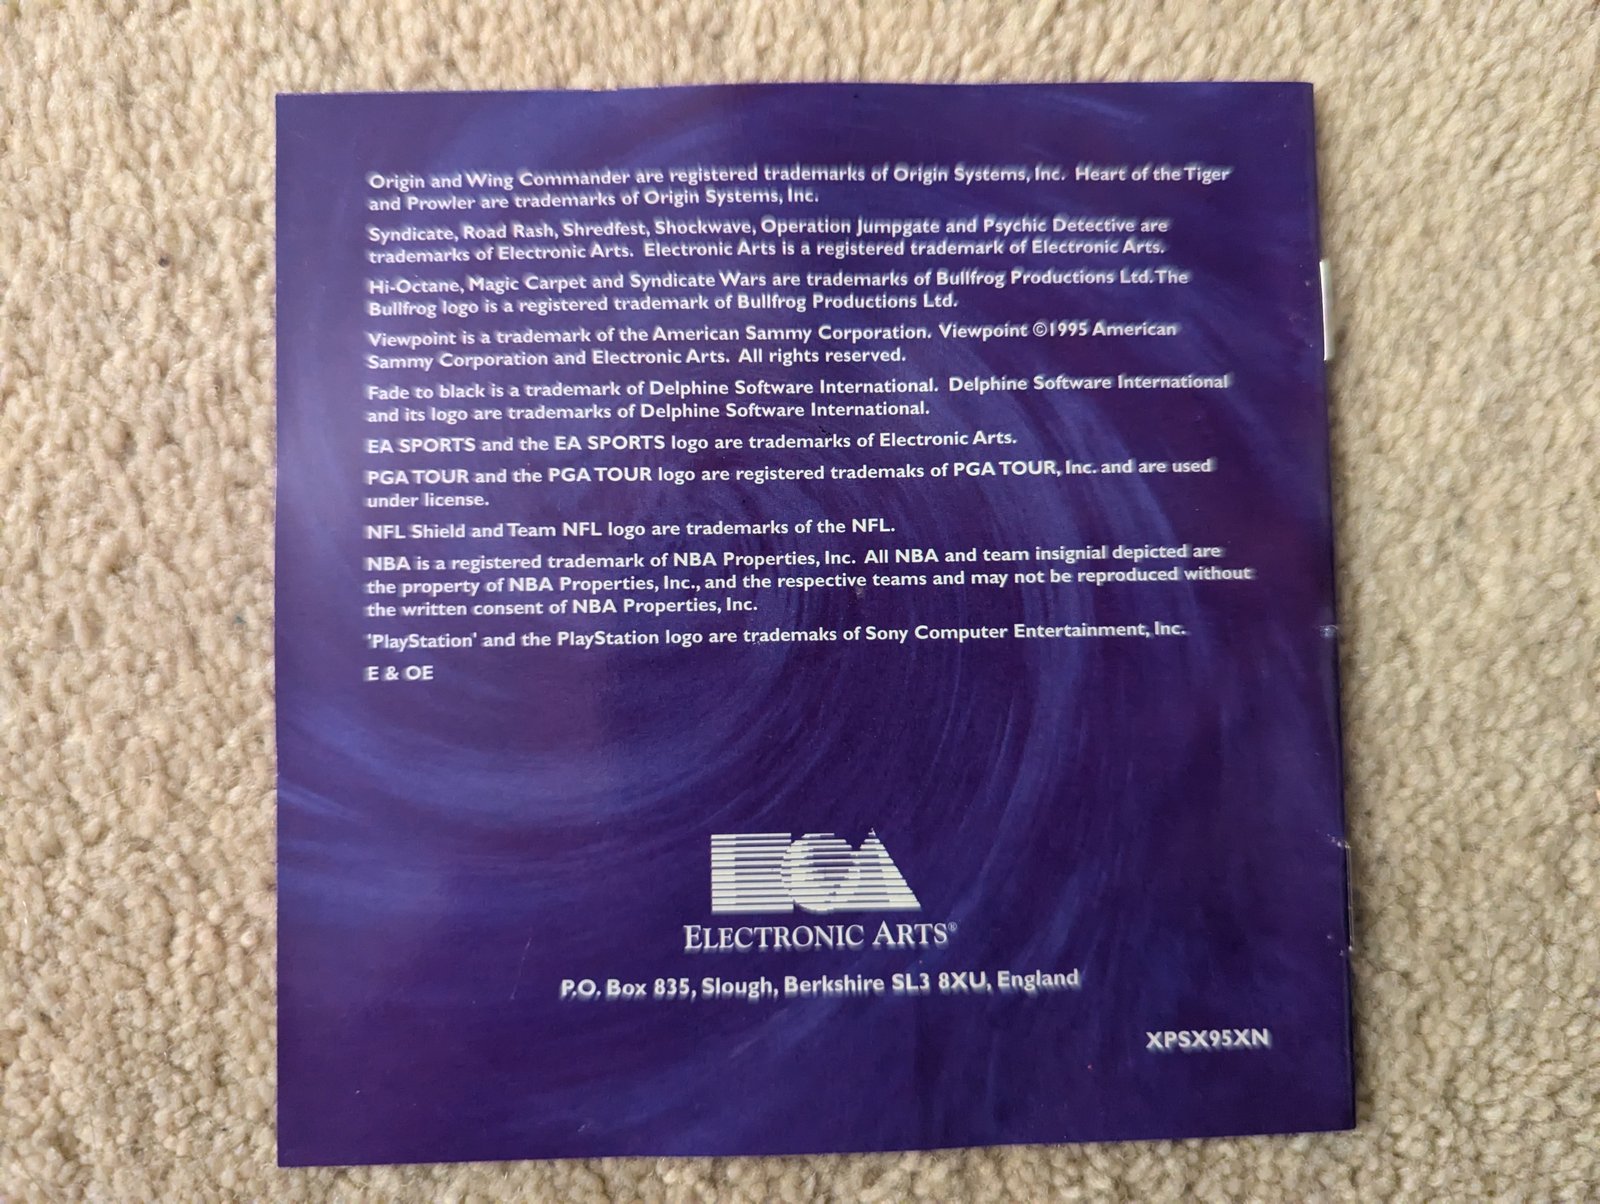 Origin and Wing Commander are registered trademarks of Origin Systems, Inc. Heart of the Tiger
and Prowler are trademarks of Origin Systems, Inc.
Syndicate, Road Rash, Shredfest, Shockwave, Operation Jumpgate and Psychic Detective are
trademarks of Electronic Arts. Electronic Arts is a registered trademark of Electronic Arts.
Hi-Octane, Magic Carpet and Syndicate Wars are trademarks of Bullfrog Productions Ltd. The
Bullfrog logo is a registered trademark of Bullfrog Productions Ltd.
Viewpoint is a trademark of the American Sammy Corporation. Viewpoint ©1995 American
Sammy Corporation and Electronic Arts. All rights reserved.
Fade to black is a trademark of Delphine Software International. Delphine Software International
and its logo are trademarks of Delphine Software International.
EA SPORTS and the EA SPORTS logo are trademarks of Electronic Arts.
PGA TOUR and the PGA TOUR logo are registered trademaks of PGA TOUR, Inc. and are used
under license.
NFL Shield and Team NFL logo are trademarks of the NFL.
NBA is a registered trademark of NBA Properties, Inc. All NBA and team insignial depicted are
the property of NBA Properties, Inc., and the respective teams and may not be reproduced without
the written consent of NBA Properties, Inc.
'PlayStation' and the PlayStation logo are trademaks of Sony Computer Entertainment, Inc.
E & OE
EOA
ELECTRONIC ARTS®
P.O. Box 835, Slough, Berkshire SL3 8XU, England
XPSX95XN